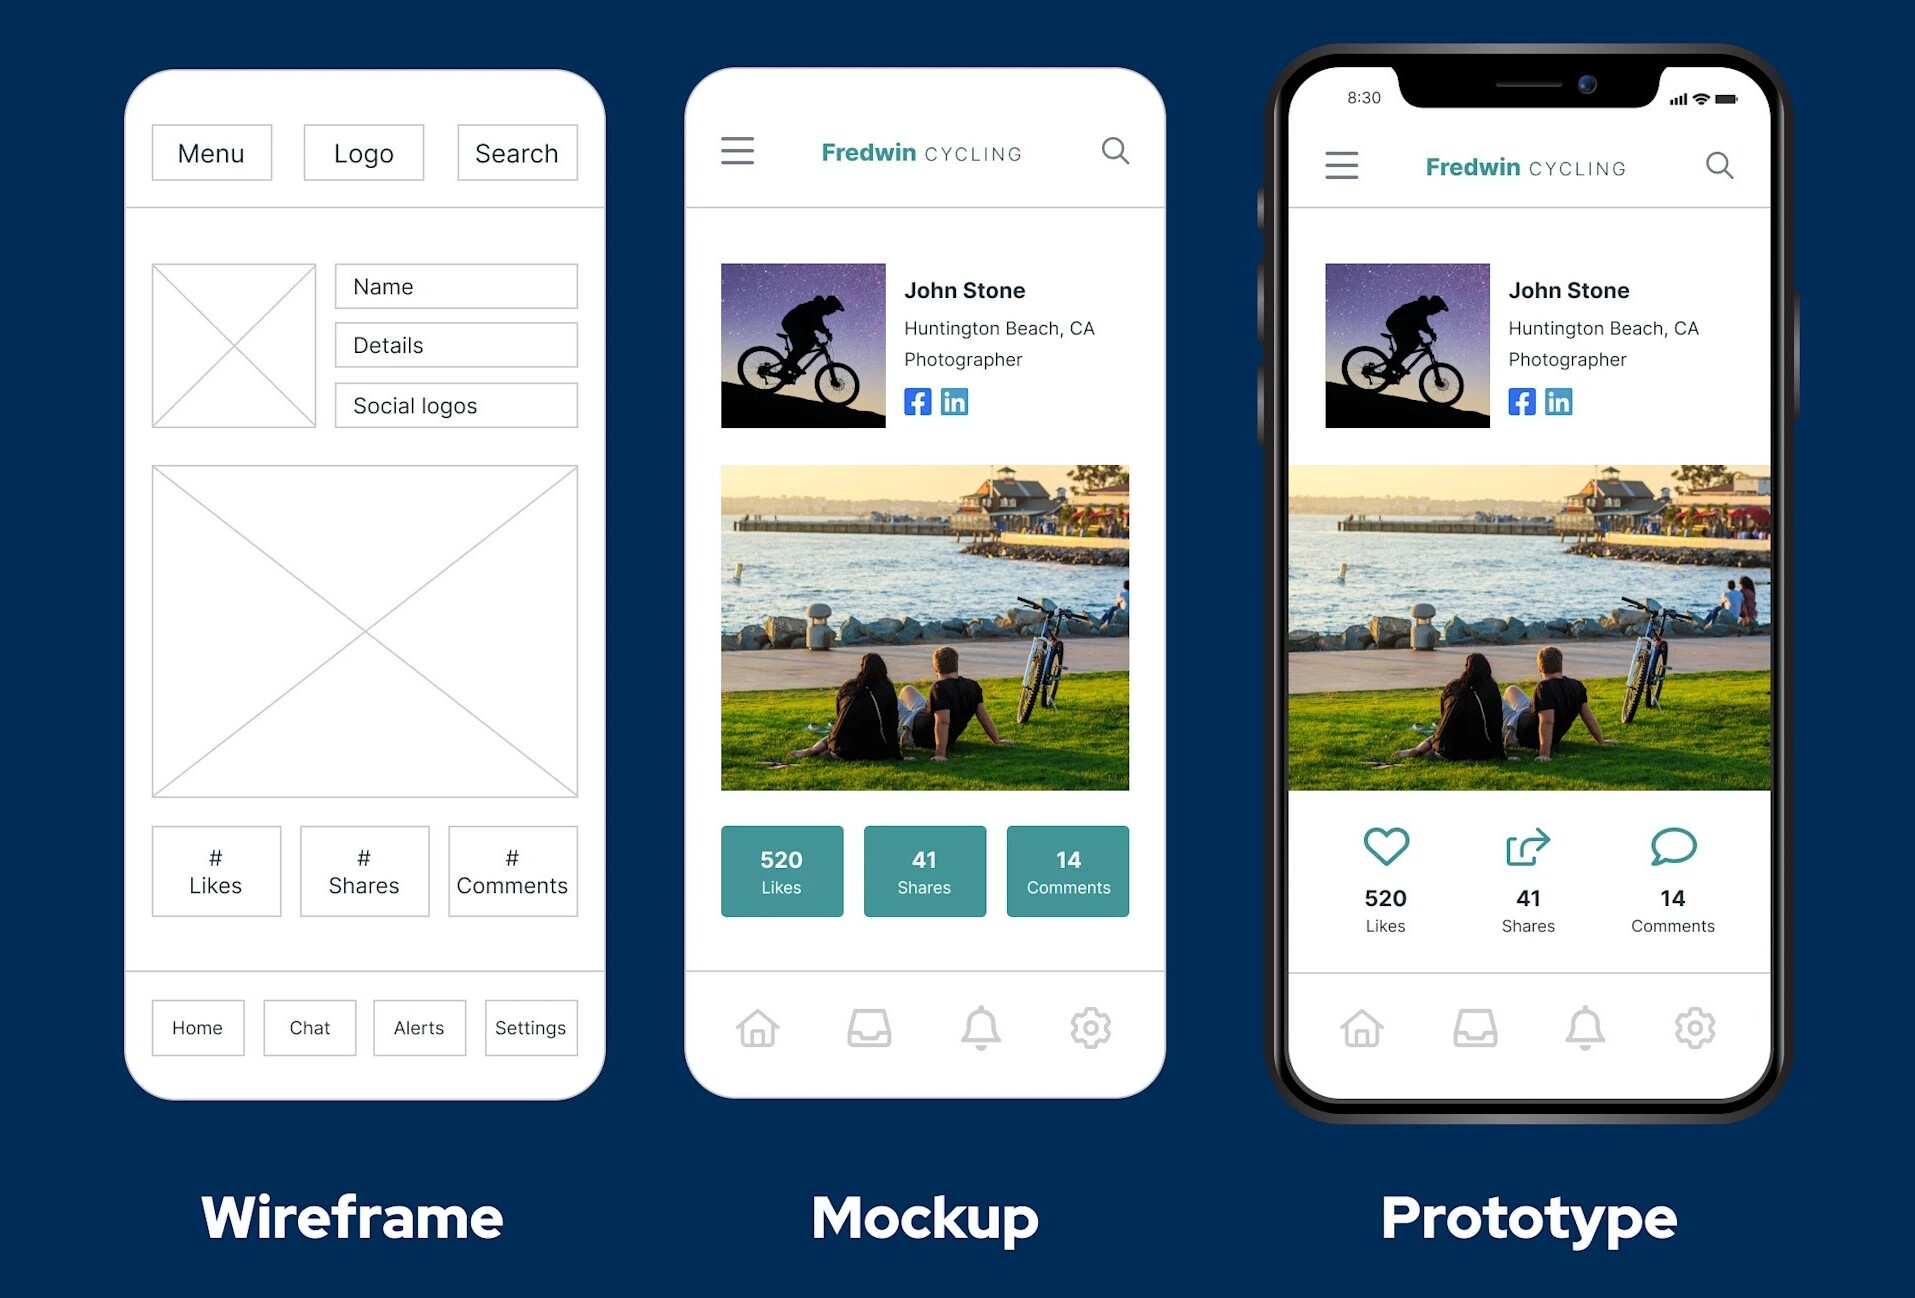 Menu
Logo
Search
Name
Details
Social logos
#
Likes
#
Shares
#
Comments
Home
Chat
Alerts
Settings
Wireframe
Fredwin CYCLING
John Stone
Huntington Beach, CA
Photographer
f in
520
Likes
41
Shares
14
Comments
Mockup
8:30
Fredwin CYCLING
John Stone
Huntington Beach, CA
Photographer
f in
520
Likes
41
Shares
14
Comments
Prototype